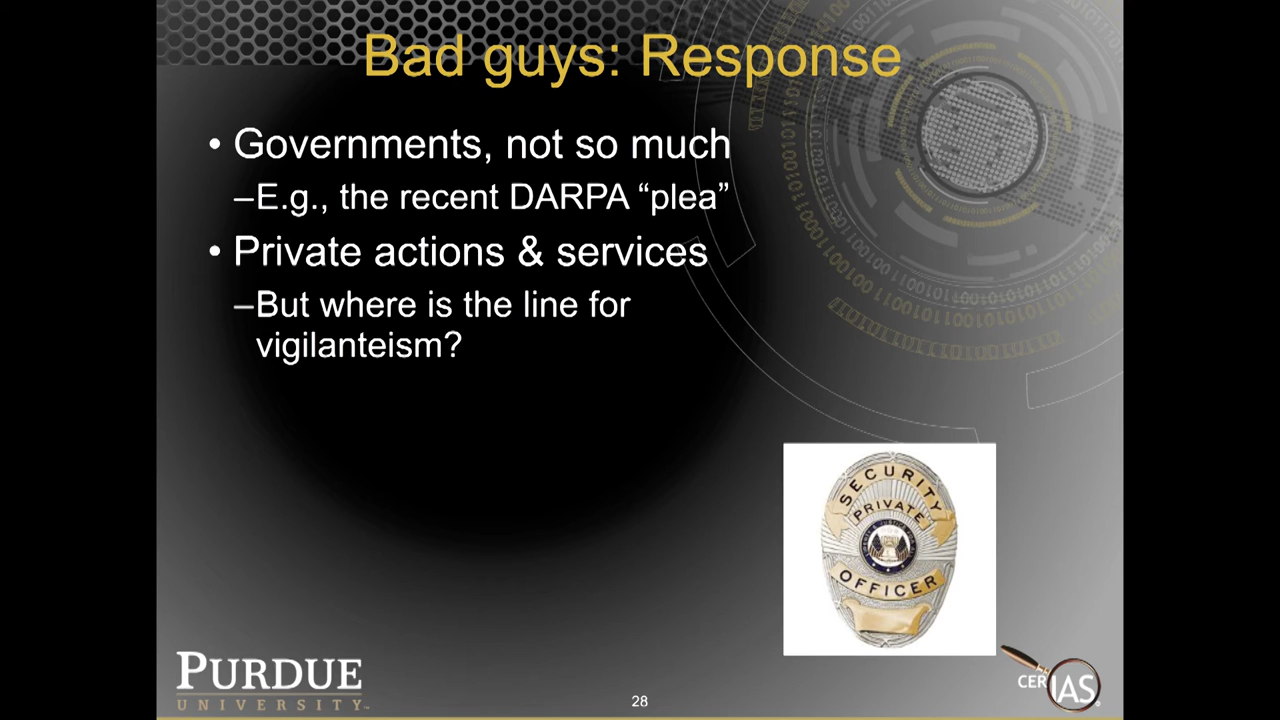 Bad guys: Response
• Governments, not so much
–E.g., the recent DARPA “plea”
• Private actions & services
–But where is the line for
vigilanteism?
SECURITY
PRIVATE
OFFICER
PURDUE
UNIVERSITY
28
CERIAS